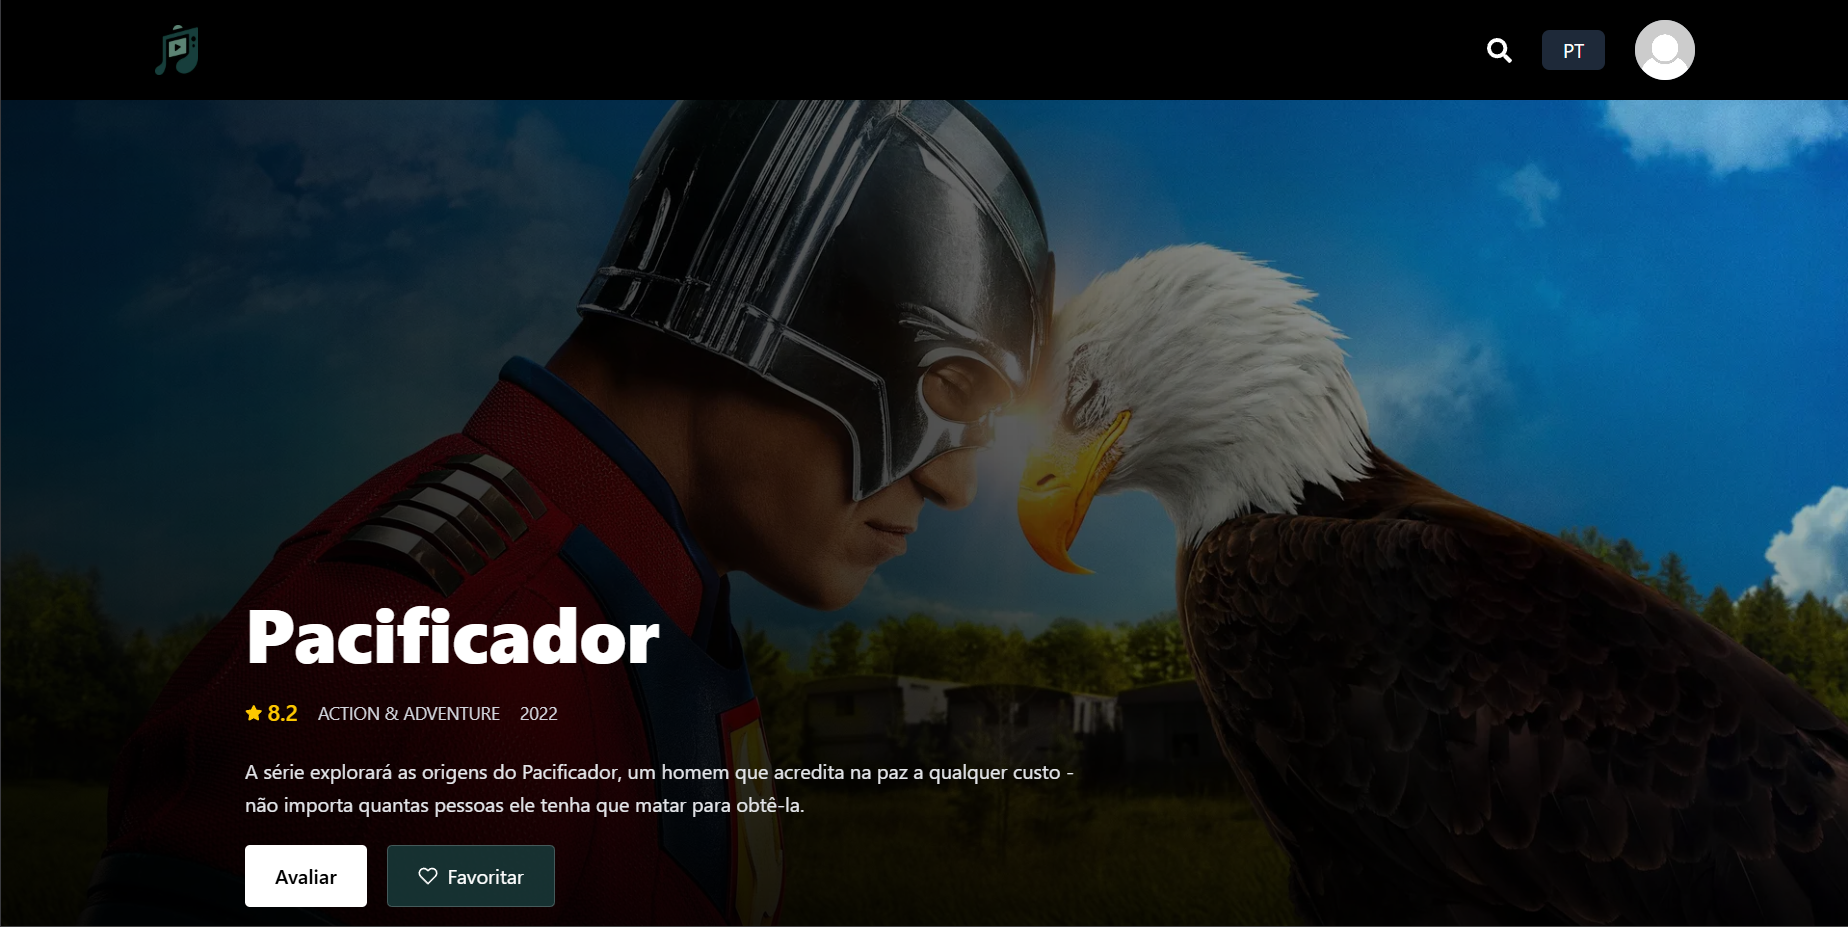 PT
Pacificador
8.2 ACTION & ADVENTURE 2022
A série explorará as origens do Pacificador, um homem que acredita na paz a qualquer custo -
não importa quantas pessoas ele tenha que matar para obtê-la.
Avaliar Favoritar